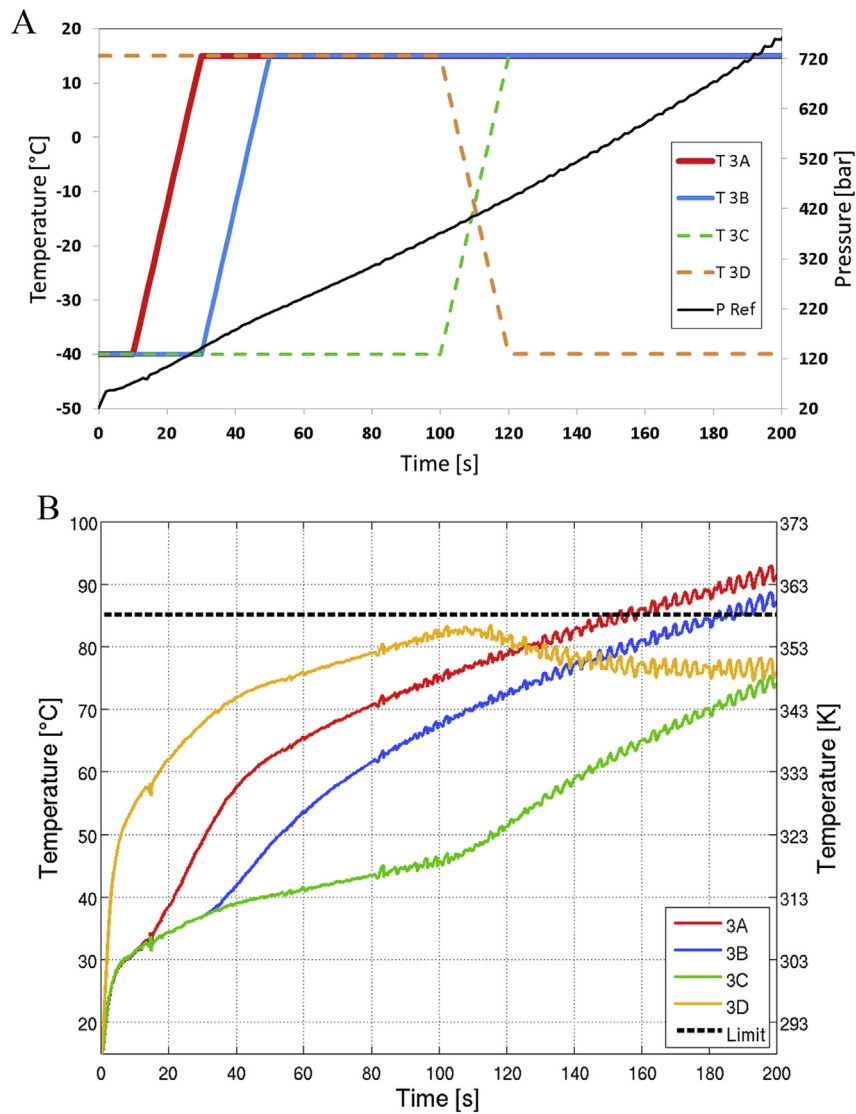 A
Temperature [°C]
20
10
0
-10
-20
-30
-40
-50
720
620
520
420
320
220
120
20
Pressure [bar]
T 3A
T 3B
T 3C
T 3D
P Ref
0 20 40 60 80 100 120 140 160 180 200
Time [s]
B
Temperature [°C]
100
90
80
70
60
50
40
30
20
373
363
353
343
333
323
313
303
293
Temperature [K]
3A
3B
3C
3D
Limit
0 20 40 60 80 100 120 140 160 180 200
Time [s]